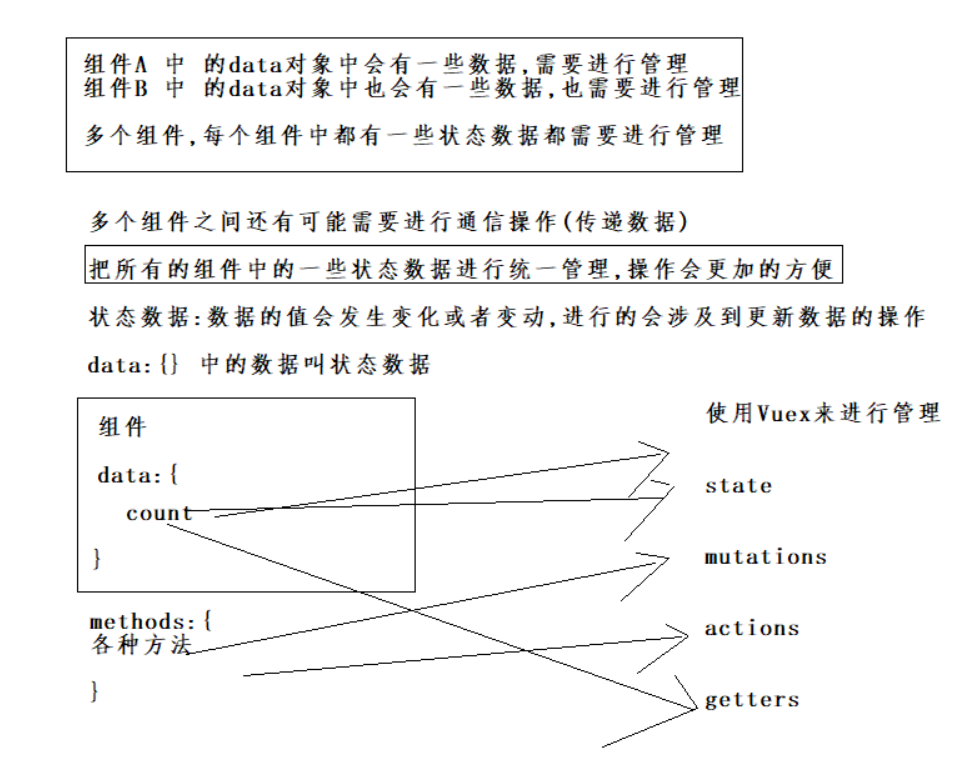 组件A 中 的data对象中会有一些数据,需要进行管理
组件B 中 的data对象中也会有一些数据,也需要进行管理
多个组件,每个组件中都有一些状态数据都需要进行管理
多个组件之间还有可能需要进行通信操作(传递数据)
把所有的组件中的一些状态数据进行统一管理,操作会更加的方便
状态数据:数据的值会发生变化或者变动,进行的会涉及到更新数据的操作
data:{} 中的数据叫状态数据
组件
data:{
count
}
methods:{
各种方法
}
使用Vuex来进行管理
state
mutations
actions
getters